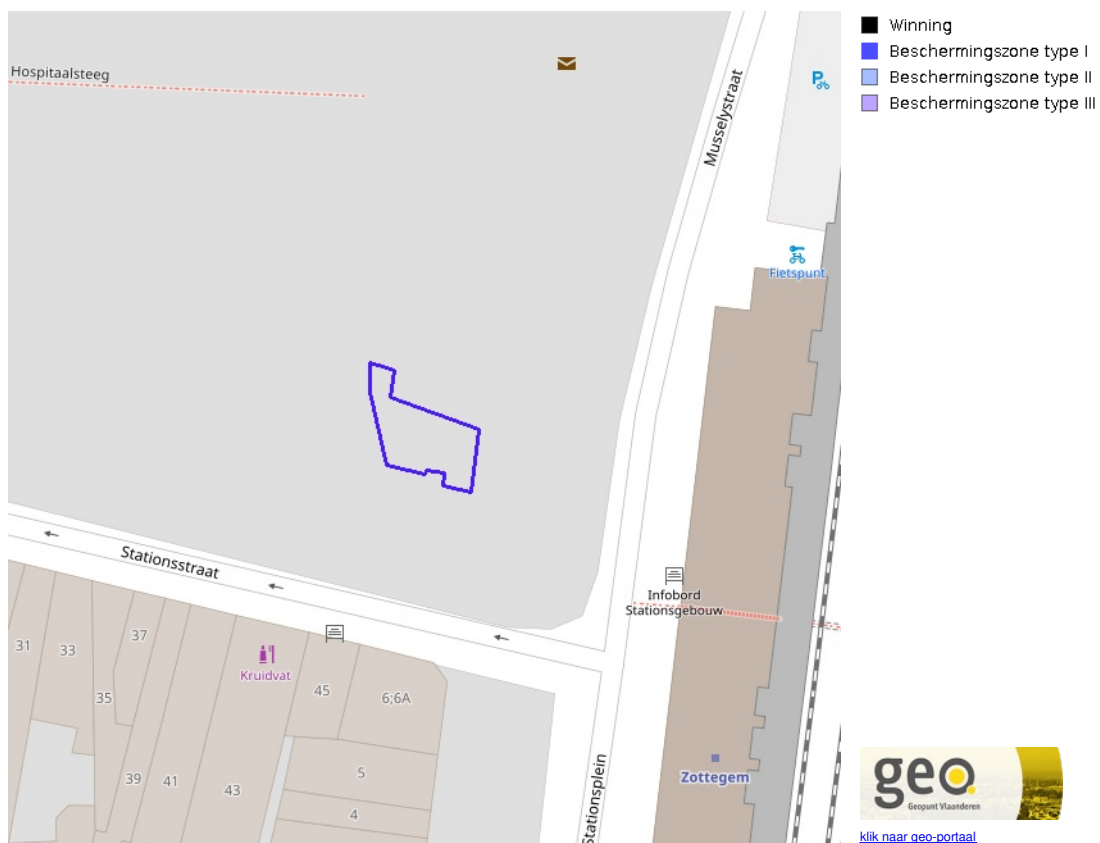 Winning
Beschermingszone type I
Beschermingszone type II
Beschermingszone type III
Hospitaalsteeg
Musselystraat
P
Fietspunt
Stationsstraat
Infobord
Stationsgebouw
31
33
37
35
Kruidvat
45
6;6A
39
41
43
5
4
Stationsplein
Zottegem
geo
Geopunt Vlaanderen
klik naar geo-portaal